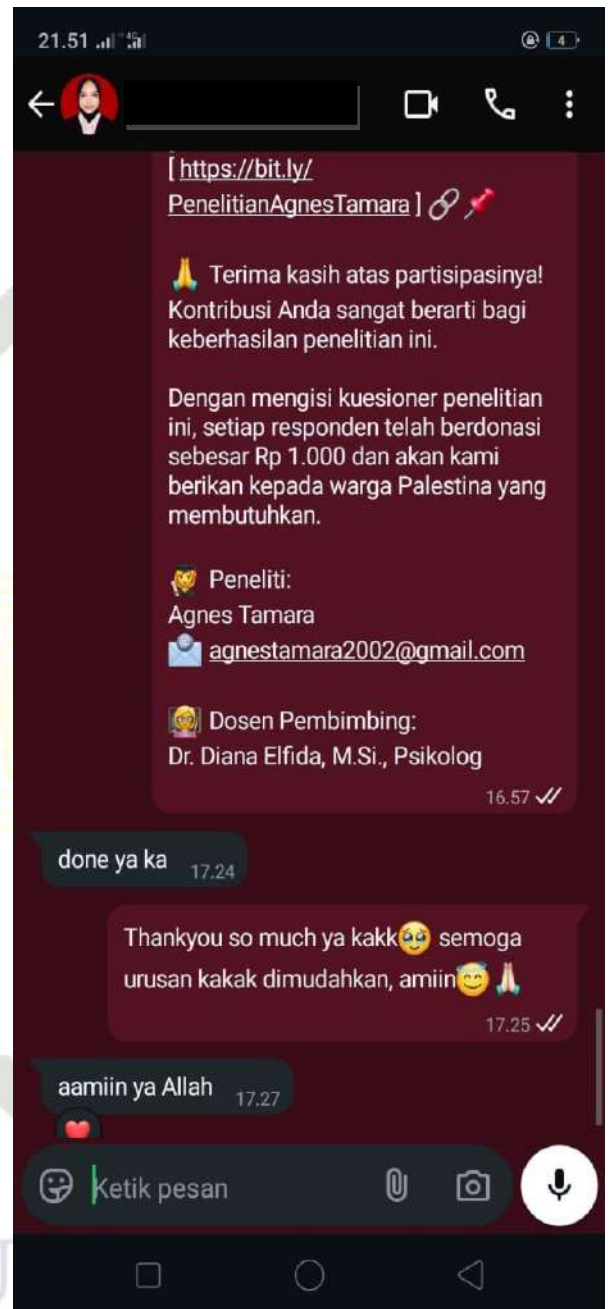 21.51 4G 4
[ https://bit.ly/
PenelitianAgnesTamara ] 🔗 📌
🙏 Terima kasih atas partisipasinya!
Kontribusi Anda sangat berarti bagi
keberhasilan penelitian ini.
Dengan mengisi kuesioner penelitian
ini, setiap responden telah berdonasi
sebesar Rp 1.000 dan akan kami
berikan kepada warga Palestina yang
membutuhkan.
👩‍🎓 Peneliti:
Agnes Tamara
📧 agnestamara2002@gmail.com
👩‍🏫 Dosen Pembimbing:
Dr. Diana Elfida, M.Si., Psikolog
16.57
done ya ka 17.24
Thankyou so much ya kakk🥹 semoga
urusan kakak dimudahkan, amiin😇🙏
17.25
aamiin ya Allah 17.27
❤️
Ketik pesan